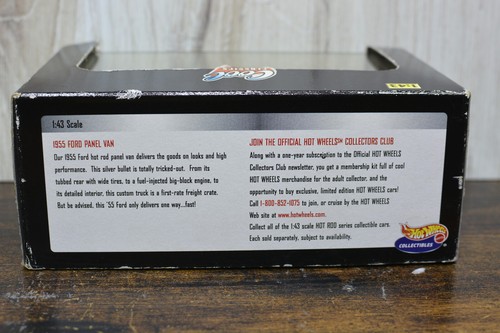 Cool
CLASSICS
1:43
1:43 Scale
1955 FORD PANEL VAN
Our 1955 Ford hot rod panel van delivers the goods on looks and high
performance. This silver bullet is totally tricked-out. From its
tubbed rear with wide tires, to a fuel-injected big-block engine, to
its detailed interior, this custom truck is a first-rate freight crate.
But be advised, this '55 Ford only delivers one way...fast!
JOIN THE OFFICIAL HOT WHEELS™ COLLECTORS CLUB
Along with a one-year subscription to the Official HOT WHEELS
Collectors Club newsletter, you get a membership kit full of cool
HOT WHEELS merchandise for the adult collector, and the
opportunity to buy exclusive, limited edition HOT WHEELS cars!
Call 1-800-852-1075 to join, or cruise by the HOT WHEELS
Web site at www.hotwheels.com.
Collect all of the 1:43 scale HOT ROD series collectible cars.
Each sold separately, subject to availability.
Hot Wheels
COLLECTIBLES